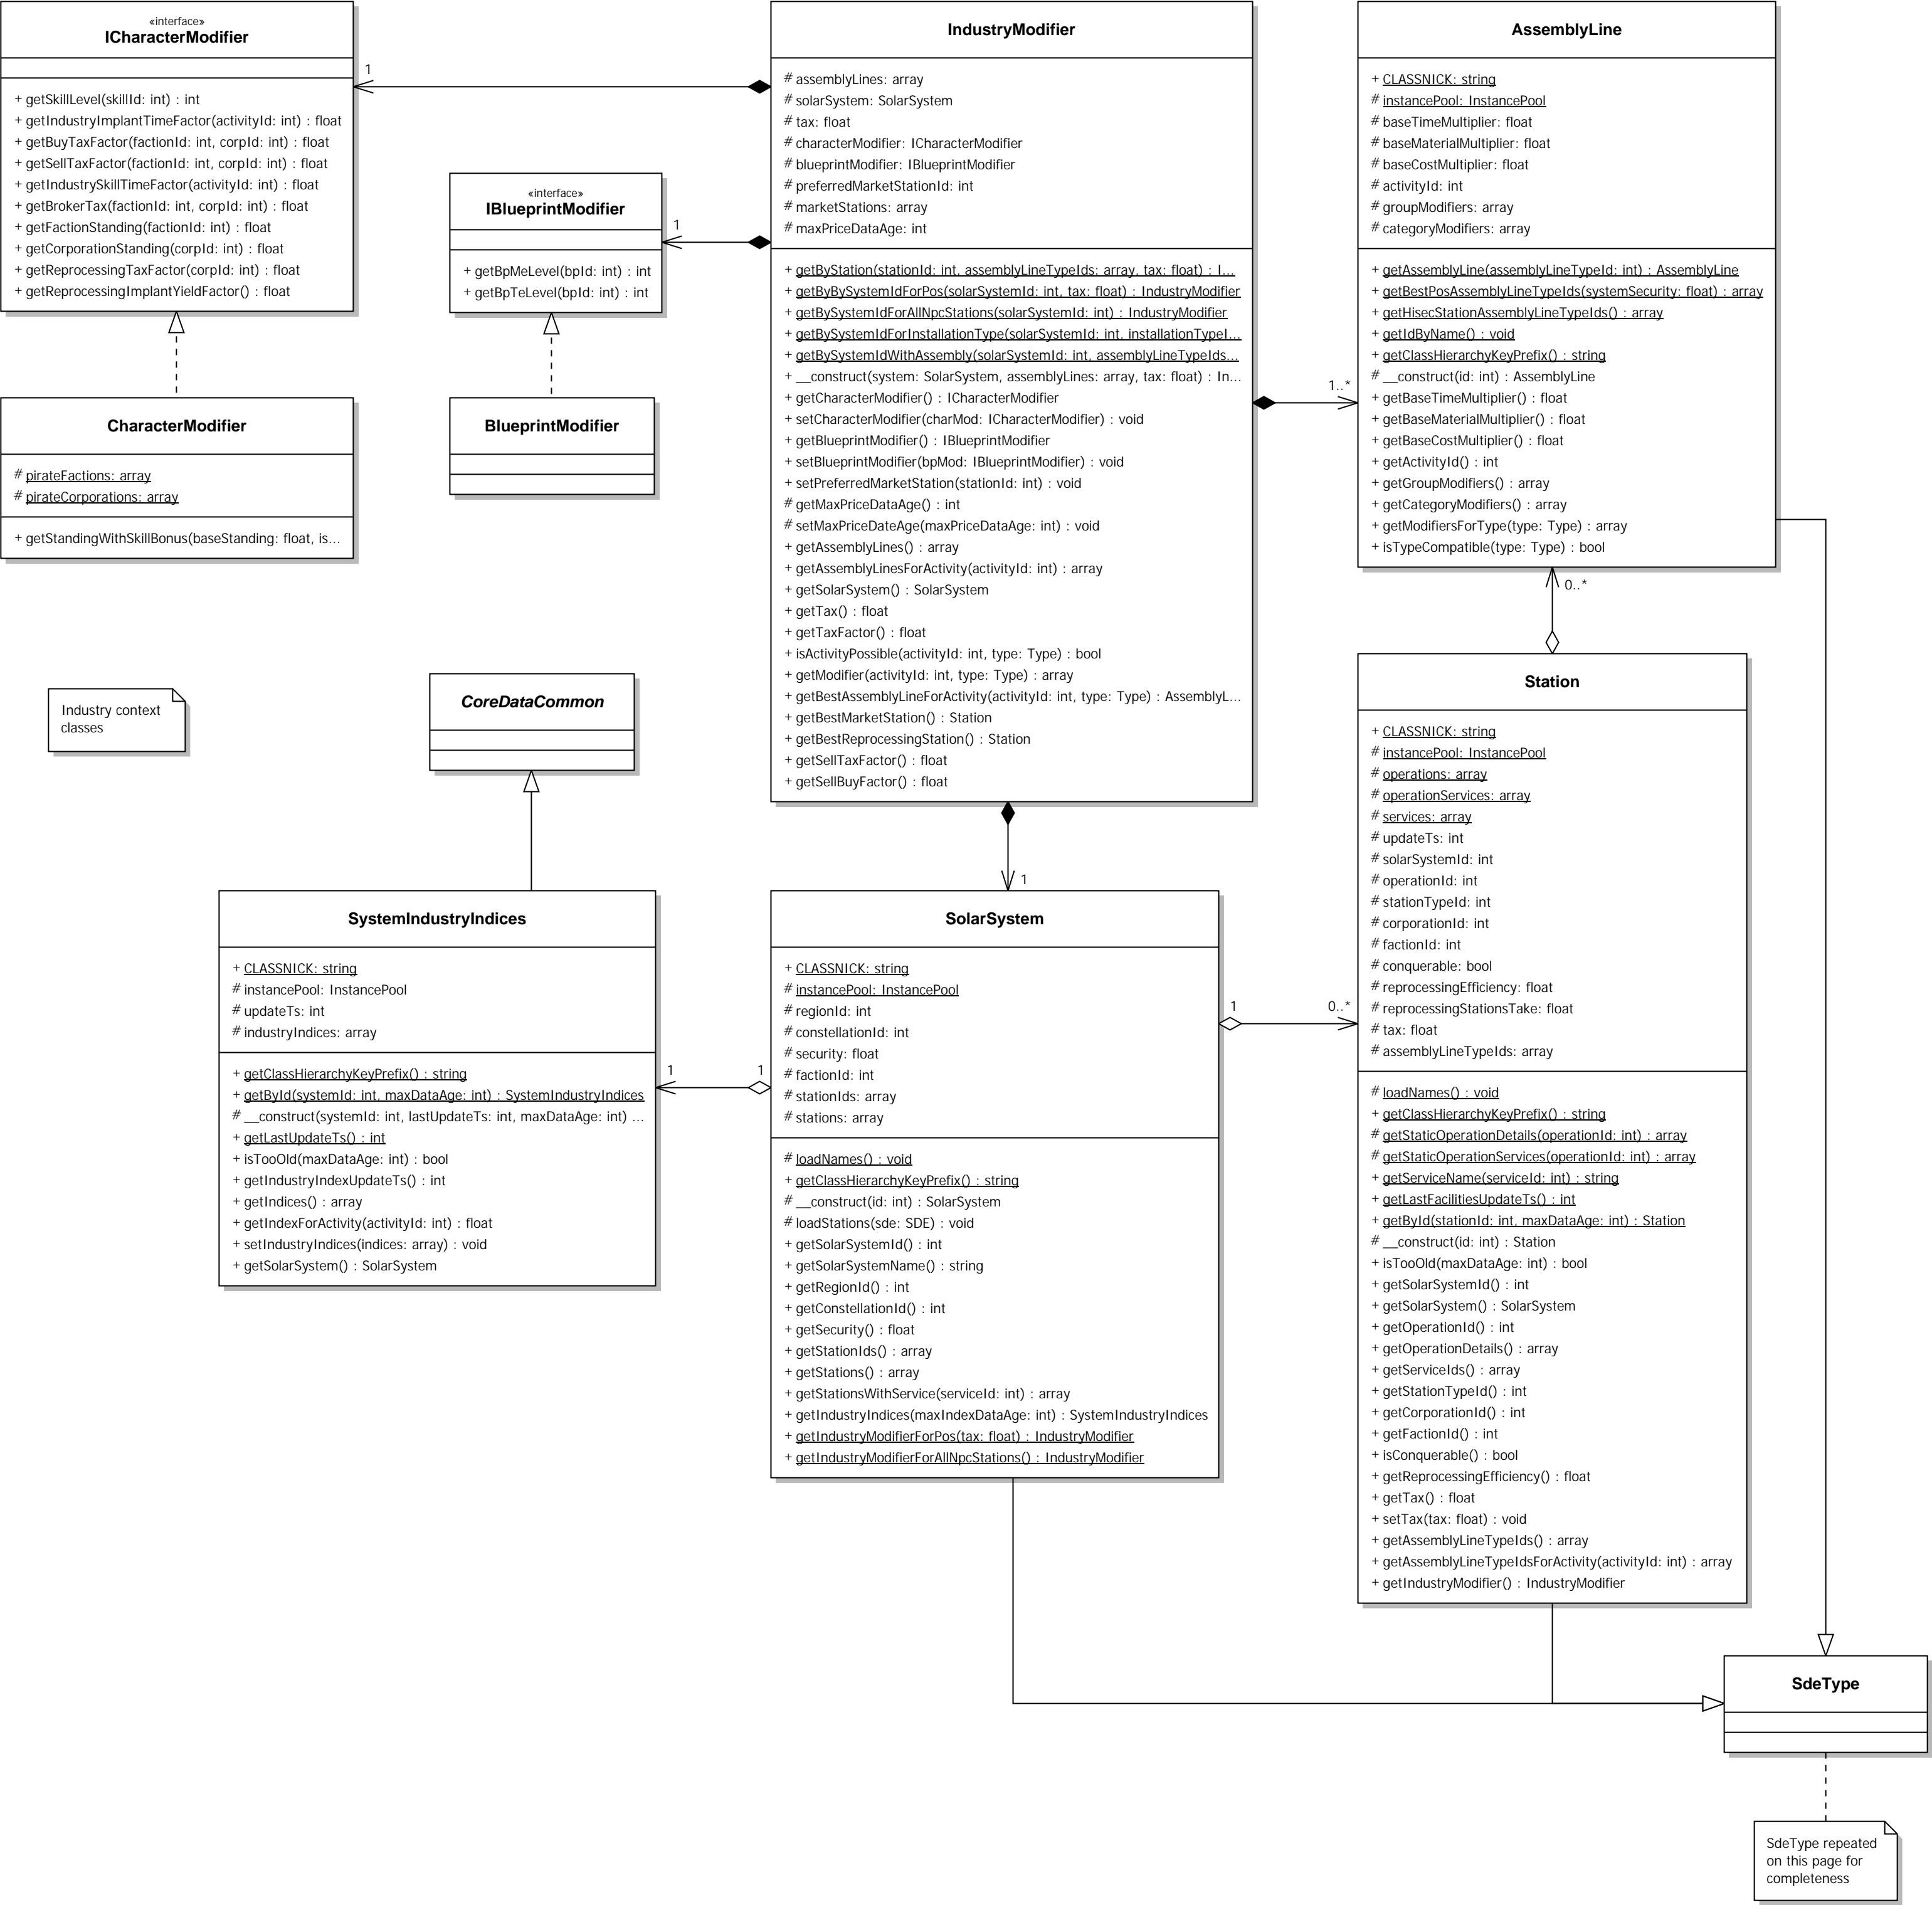 «interface»
ICharacterModifier
+ getSkillLevel(skillId: int) : int
+ getIndustryImplantTimeFactor(activityId: int) : float
+ getBuyTaxFactor(factionId: int, corpId: int) : float
+ getSellTaxFactor(factionId: int, corpId: int) : float
+ getIndustrySkillTimeFactor(activityId: int) : float
+ getBrokerTax(factionId: int, corpId: int) : float
+ getFactionStanding(factionId: int) : float
+ getCorporationStanding(corpId: int) : float
+ getReprocessingTaxFactor(corpId: int) : float
+ getReprocessingImplantYieldFactor() : float
1
CharacterModifier
# pirateFactions: array
# pirateCorporations: array
+ getStandingWithSkillBonus(baseStanding: float, is...
«interface»
IBlueprintModifier
+ getBpMeLevel(bpId: int) : int
+ getBpTeLevel(bpId: int) : int
1
BlueprintModifier
IndustryModifier
# assemblyLines: array
# solarSystem: SolarSystem
# tax: float
# characterModifier: ICharacterModifier
# blueprintModifier: IBlueprintModifier
# preferredMarketStationId: int
# marketStations: array
# maxPriceDataAge: int
+ getByStation(stationId: int, assemblyLineTypeIds: array, tax: float) : I...
+ getByBySystemIdForPos(solarSystemId: int, tax: float) : IndustryModifier
+ getBySystemIdForAllNpcStations(solarSystemId: int) : IndustryModifier
+ getBySystemIdForInstallationType(solarSystemId: int, installationTypeI...
+ getBySystemIdWithAssembly(solarSystemId: int, assemblyLineTypeIds...
+ __construct(system: SolarSystem, assemblyLines: array, tax: float) : In...
+ getCharacterModifier() : ICharacterModifier
+ setCharacterModifier(charMod: ICharacterModifier) : void
+ getBlueprintModifier() : IBlueprintModifier
+ setBlueprintModifier(bpMod: IBlueprintModifier) : void
+ setPreferredMarketStation(stationId: int) : void
# getMaxPriceDataAge() : int
# setMaxPriceDateAge(maxPriceDataAge: int) : void
+ getAssemblyLines() : array
+ getAssemblyLinesForActivity(activityId: int) : array
+ getSolarSystem() : SolarSystem
+ getTax() : float
+ getTaxFactor() : float
+ isActivityPossible(activityId: int, type: Type) : bool
+ getModifier(activityId: int, type: Type) : array
+ getBestAssemblyLineForActivity(activityId: int, type: Type) : AssemblyL...
+ getBestMarketStation() : Station
+ getBestReprocessingStation() : Station
+ getSellTaxFactor() : float
+ getSellBuyFactor() : float
1..*
1
AssemblyLine
+ CLASSNICK: string
# instancePool: InstancePool
# baseTimeMultiplier: float
# baseMaterialMultiplier: float
# baseCostMultiplier: float
# activityId: int
# groupModifiers: array
# categoryModifiers: array
+ getAssemblyLine(assemblyLineTypeId: int) : AssemblyLine
+ getBestPosAssemblyLineTypeIds(systemSecurity: float) : array
+ getHisecStationAssemblyLineTypeIds() : array
+ getIdByName() : void
+ getClassHierarchyKeyPrefix() : string
# __construct(id: int) : AssemblyLine
+ getBaseTimeMultiplier() : float
+ getBaseMaterialMultiplier() : float
+ getBaseCostMultiplier() : float
+ getActivityId() : int
+ getGroupModifiers() : array
+ getCategoryModifiers() : array
+ getModifiersForType(type: Type) : array
+ isTypeCompatible(type: Type) : bool
0..*
Industry context
classes
CoreDataCommon
SystemIndustryIndices
+ CLASSNICK: string
# instancePool: InstancePool
# updateTs: int
# industryIndices: array
+ getClassHierarchyKeyPrefix() : string
+ getById(systemId: int, maxDataAge: int) : SystemIndustryIndices
# __construct(systemId: int, lastUpdateTs: int, maxDataAge: int) ...
+ getLastUpdateTs() : int
+ isTooOld(maxDataAge: int) : bool
+ getIndustryIndexUpdateTs() : int
+ getIndices() : array
+ getIndexForActivity(activityId: int) : float
+ setIndustryIndices(indices: array) : void
+ getSolarSystem() : SolarSystem
1
1
SolarSystem
+ CLASSNICK: string
# instancePool: InstancePool
# regionId: int
# constellationId: int
# security: float
# factionId: int
# stationIds: array
# stations: array
# loadNames() : void
+ getClassHierarchyKeyPrefix() : string
# __construct(id: int) : SolarSystem
# loadStations(sde: SDE) : void
+ getSolarSystemId() : int
+ getSolarSystemName() : string
+ getRegionId() : int
+ getConstellationId() : int
+ getSecurity() : float
+ getStationIds() : array
+ getStations() : array
+ getStationsWithService(serviceId: int) : array
+ getIndustryIndices(maxIndexDataAge: int) : SystemIndustryIndices
+ getIndustryModifierForPos(tax: float) : IndustryModifier
+ getIndustryModifierForAllNpcStations() : IndustryModifier
1
0..*
Station
+ CLASSNICK: string
# instancePool: InstancePool
# operations: array
# operationServices: array
# services: array
# updateTs: int
# solarSystemId: int
# operationId: int
# stationTypeId: int
# corporationId: int
# factionId: int
# conquerable: bool
# reprocessingEfficiency: float
# reprocessingStationsTake: float
# tax: float
# assemblyLineTypeIds: array
# loadNames() : void
+ getClassHierarchyKeyPrefix() : string
# getStaticOperationDetails(operationId: int) : array
# getStaticOperationServices(operationId: int) : array
+ getServiceName(serviceId: int) : string
+ getLastFacilitiesUpdateTs() : int
+ getById(stationId: int, maxDataAge: int) : Station
# __construct(id: int) : Station
+ isTooOld(maxDataAge: int) : bool
+ getSolarSystemId() : int
+ getSolarSystem() : SolarSystem
+ getOperationId() : int
+ getOperationDetails() : array
+ getServiceIds() : array
+ getStationTypeId() : int
+ getCorporationId() : int
+ getFactionId() : int
+ isConquerable() : bool
+ getReprocessingEfficiency() : float
+ getTax() : float
+ setTax(tax: float) : void
+ getAssemblyLineTypeIds() : array
+ getAssemblyLineTypeIdsForActivity(activityId: int) : array
+ getIndustryModifier() : IndustryModifier
SdeType
SdeType repeated
on this page for
completeness